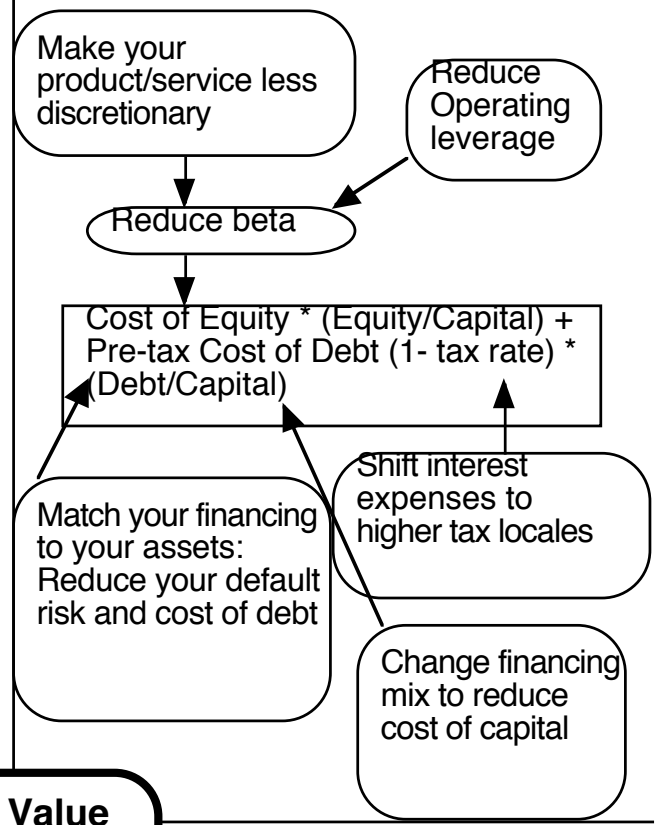 Make your
product/service less
discretionary
Reduce
Operating
leverage
Reduce beta
Cost of Equity * (Equity/Capital) +
Pre-tax Cost of Debt (1- tax rate) *
(Debt/Capital)
Shift interest
expenses to
higher tax locales
Match your financing
to your assets:
Reduce your default
risk and cost of debt
Change financing
mix to reduce
cost of capital
Value